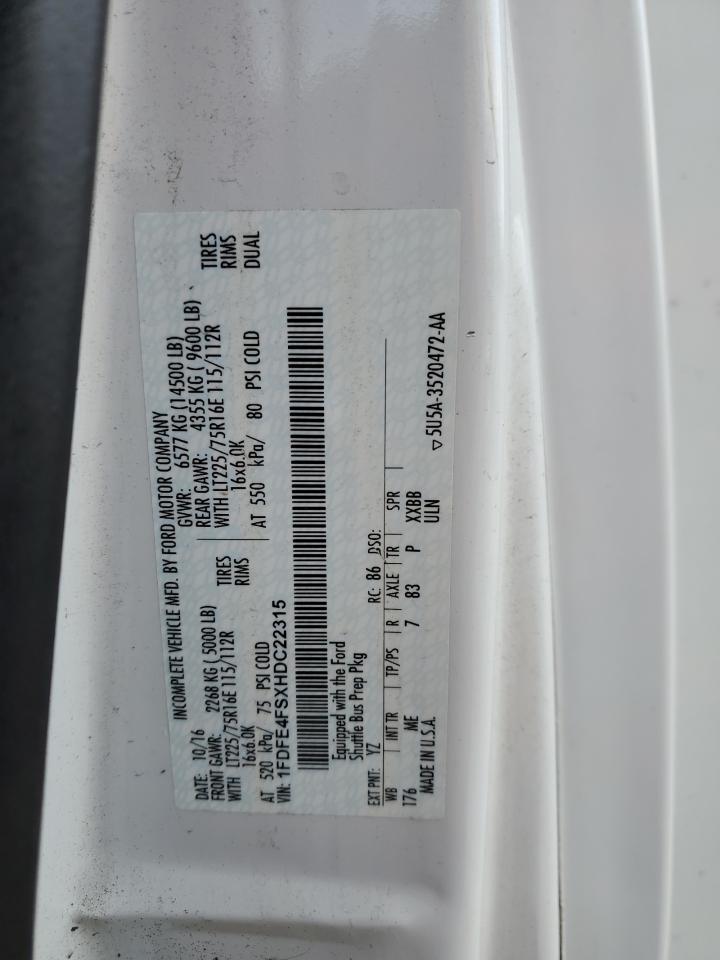 INCOMPLETE VEHICLE MFD. BY FORD MOTOR COMPANY
DATE: 10/16 GVWR: 6577 KG (14500 LB)
FRONT GAWR: 2268 KG ( 5000 LB) REAR GAWR: 4355 KG ( 9600 LB)
WITH LT225/75R16E 115/112R TIRES WITH LT225/75R16E 115/112R TIRES
16x6.0K RIMS 16x6.0K RIMS
AT 520 kPa/ 75 PSI COLD AT 550 kPa/ 80 PSI COLD DUAL
VIN: 1FDFE4FSXHDC22315
Equipped with the Ford
Shuttle Bus Prep Pkg
EXT PNT: YZ RC: 86 DSO:
WB INT TR TP/PS R AXLE TR SPR
176 ME 7 83 P XXBB
MADE IN U.S.A. ULN
▽5U5A-3520472-AA